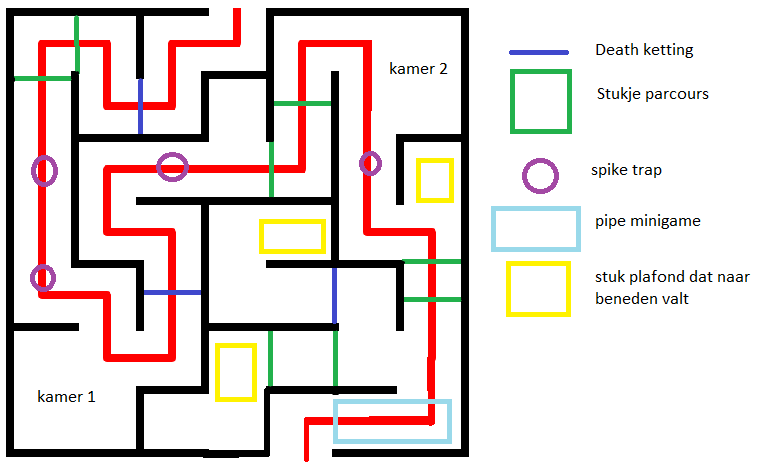 kamer 2
kamer 1
Death ketting
Stukje parcours
spike trap
pipe minigame
stuk plafond dat naar
beneden valt